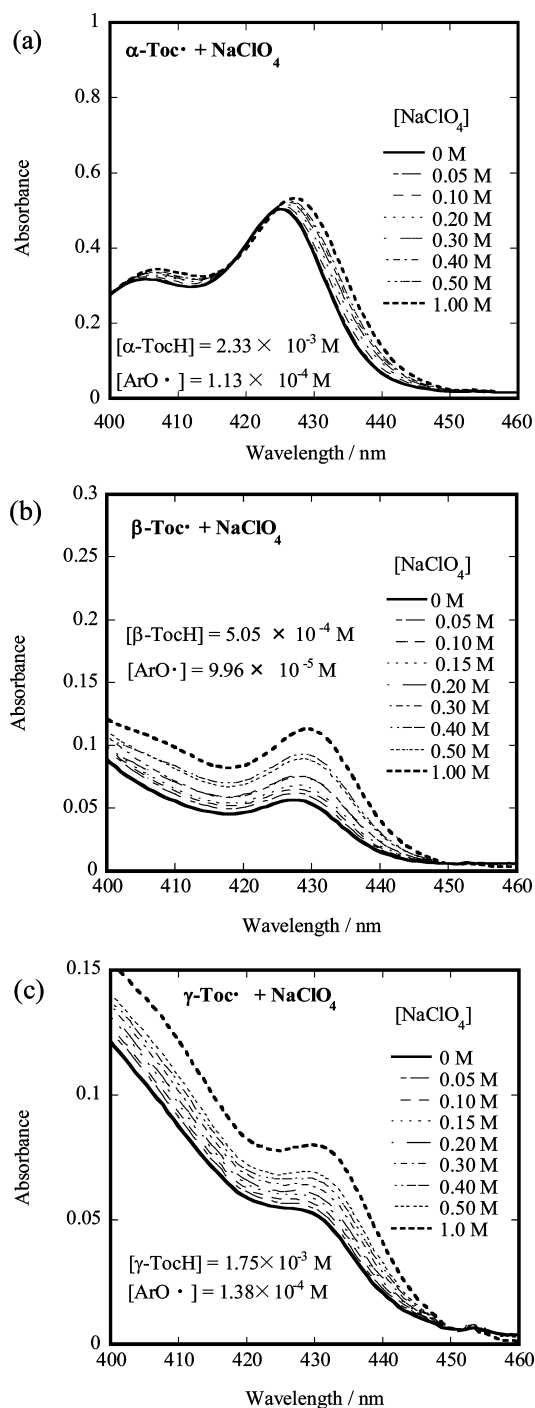 (a)
α-Toc• + NaClO4
[NaClO4]
0 M
0.05 M
0.10 M
0.20 M
0.30 M
0.40 M
0.50 M
1.00 M
[α-TocH] = 2.33 × 10-3 M
[ArO•] = 1.13 × 10-4 M
Absorbance
1
0.8
0.6
0.4
0.2
0
400 410 420 430 440 450 460
Wavelength / nm
(b)
β-Toc• + NaClO4
[NaClO4]
0 M
0.05 M
0.10 M
0.15 M
0.20 M
0.30 M
0.40 M
0.50 M
1.00 M
[β-TocH] = 5.05 × 10-4 M
[ArO•] = 9.96 × 10-5 M
Absorbance
0.3
0.25
0.2
0.15
0.1
0.05
0
400 410 420 430 440 450 460
Wavelength / nm
(c)
γ-Toc• + NaClO4
[NaClO4]
0 M
0.05 M
0.10 M
0.15 M
0.20 M
0.30 M
0.40 M
0.50 M
1.0 M
[γ-TocH] = 1.75× 10-3 M
[ArO•] = 1.38× 10-4 M
Absorbance
0.15
0.1
0.05
0
400 410 420 430 440 450 460
Wavelength / nm